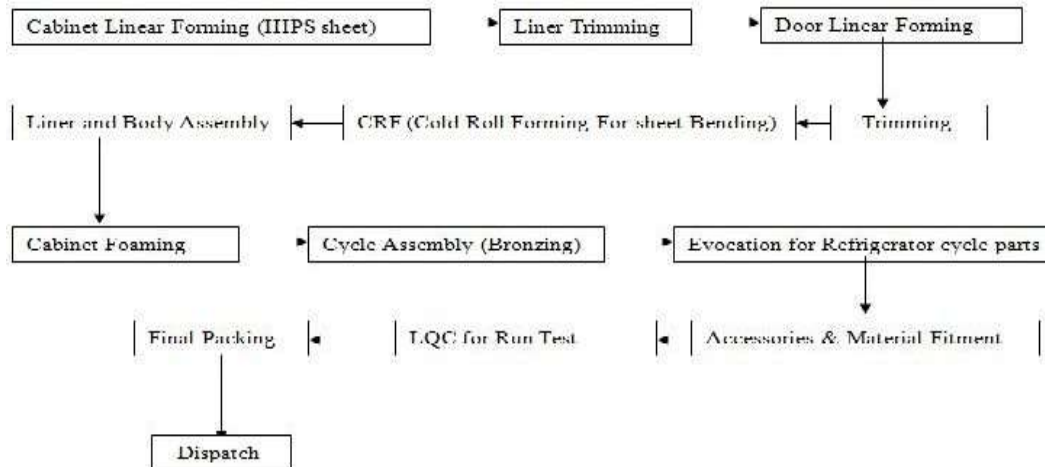 Cabinet Linear Forming (HIPS sheet)
Liner Trimming
Door Linear Forming
Trimming
CRF (Cold Roll Forming For sheet Bending)
Liner and Body Assembly
Cabinet Foaming
Cycle Assembly (Bronzing)
Evocation for Refrigerator cycle parts
Accessories & Material Fitment
LQC for Run Test
Final Packing
Dispatch